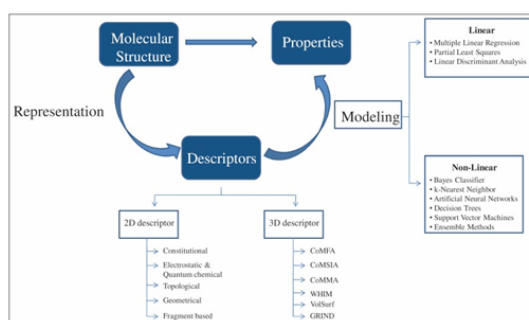 Molecular
Structure
Properties
Linear
• Multiple Linear Regression
• Partial Least Squares
• Linear Discriminant Analysis
Representation
Modeling
Descriptors
Non-Linear
• Bayes Classifier
• k-Nearest Neighbor
• Artificial Neural Networks
• Decision Trees
• Support Vector Machines
• Ensemble Methods
2D descriptor
Constitutional
Electrostatic &
Quantum chemical
Topological
Geometrical
Fragment based
3D descriptor
CoMFA
CoMSIA
CoMMA
WHIM
VolSurf
GRIND